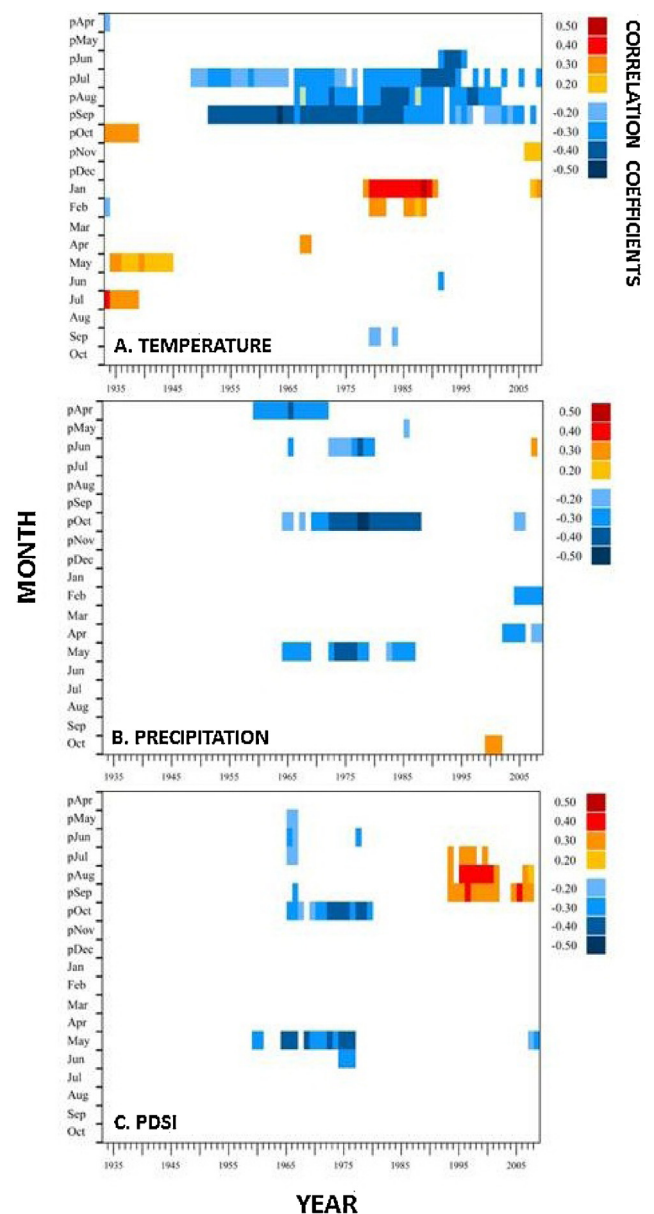 pApr
pMay
pJun
pJul
pAug
pSep
pOct
pNov
pDec
Jan
Feb
Mar
Apr
May
Jun
Jul
Aug
Sep
Oct
A. TEMPERATURE
1935 1945 1955 1965 1975 1985 1995 2005
0.50
0.40
0.30
0.20
-0.20
-0.30
-0.40
-0.50
CORRELATION COEFFICIENTS
pApr
pMay
pJun
pJul
pAug
pSep
pOct
pNov
pDec
Jan
Feb
Mar
Apr
May
Jun
Jul
Aug
Sep
Oct
B. PRECIPITATION
1935 1945 1955 1965 1975 1985 1995 2005
0.50
0.40
0.30
0.20
-0.20
-0.30
-0.40
-0.50
MONTH
pApr
pMay
pJun
pJul
pAug
pSep
pOct
pNov
pDec
Jan
Feb
Mar
Apr
May
Jun
Jul
Aug
Sep
Oct
C. PDSI
1935 1945 1955 1965 1975 1985 1995 2005
0.50
0.40
0.30
0.20
-0.20
-0.30
-0.40
-0.50
YEAR